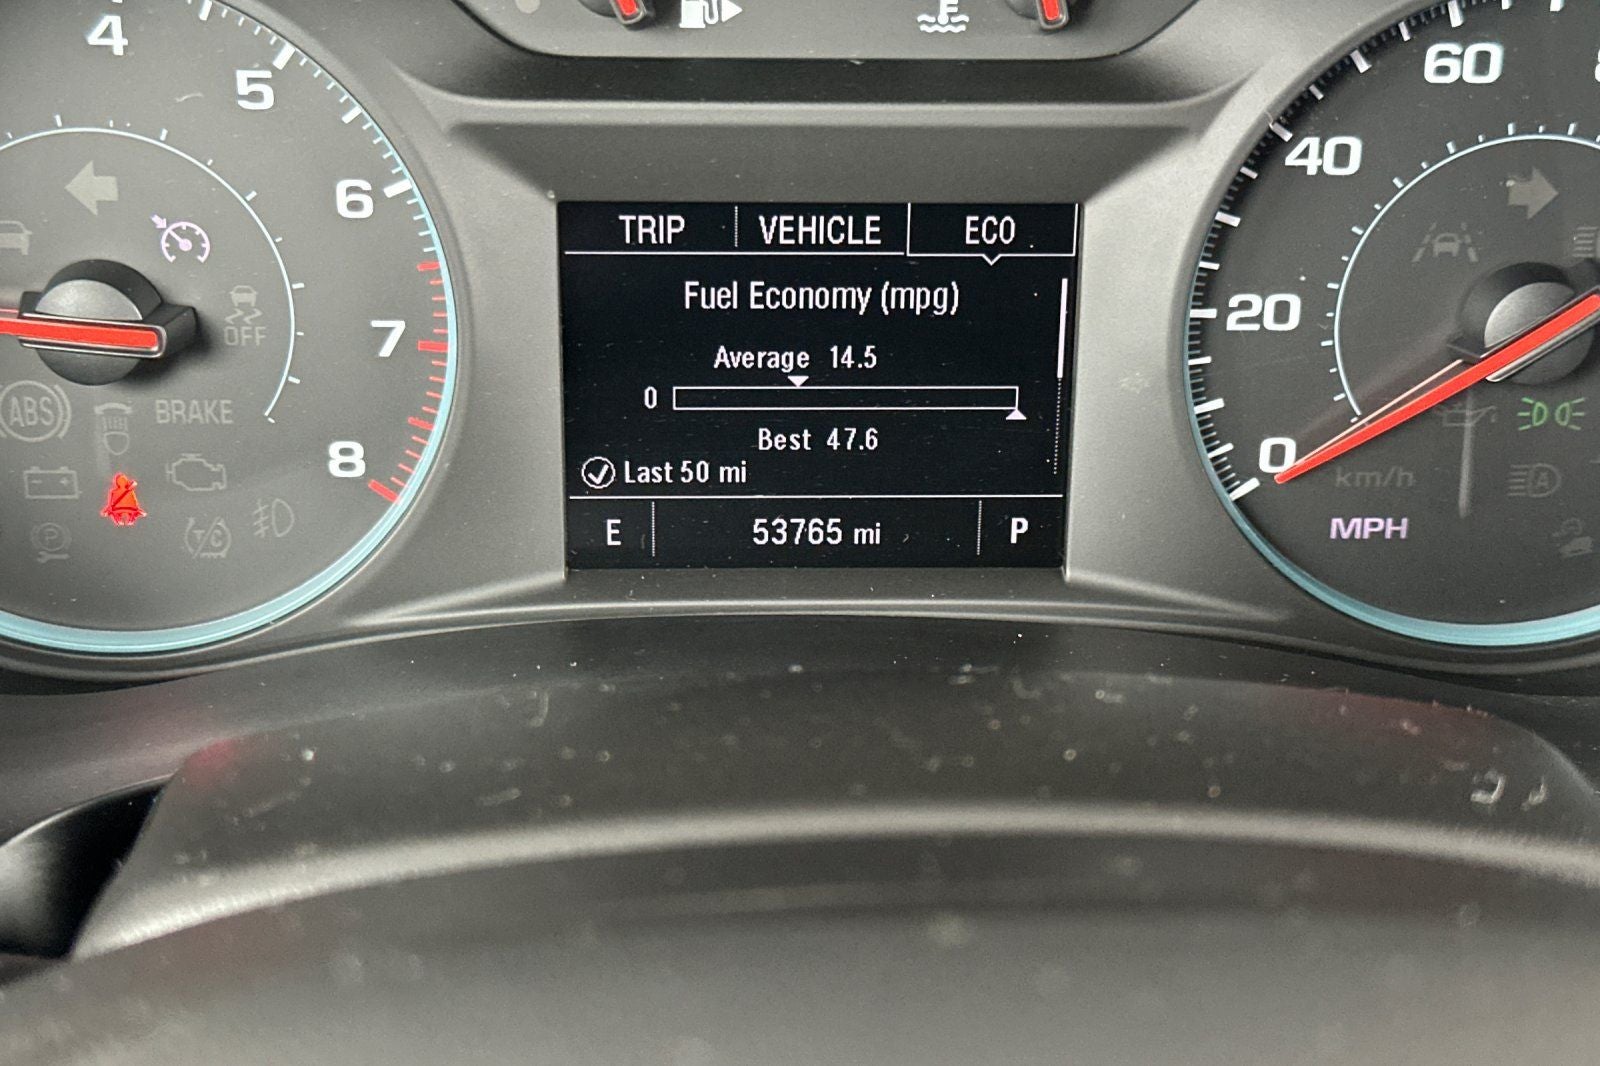 4
5
6
7
8
OFF
ABS
BRAKE
T/C
TRIP VEHICLE ECO
Fuel Economy (mpg)
Average 14.5
0
Best 47.6
Last 50 mi
E 53765 mi P
60
40
20
0
km/h
MPH
A